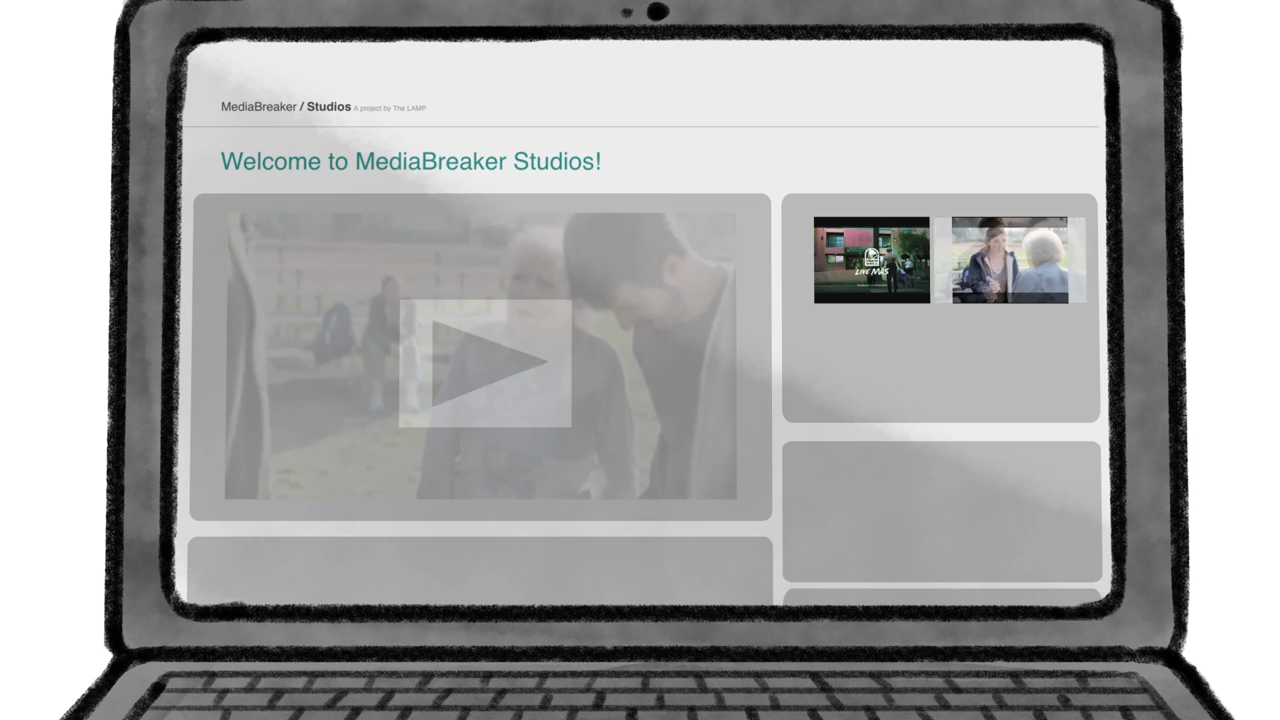 MediaBreaker / Studios A project by The LAMP
Welcome to MediaBreaker Studios!
LIVE MÁS